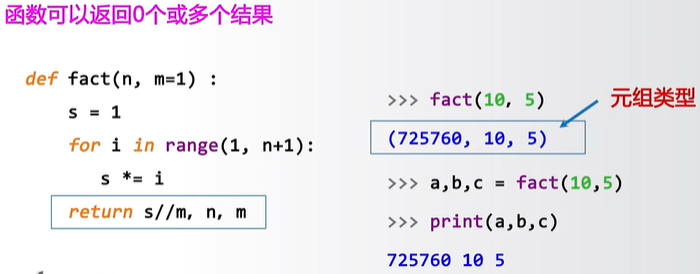 函数可以返回0个或多个结果
def fact(n, m=1) :
s = 1
for i in range(1, n+1):
s *= i
return s//m, n, m
>>> fact(10, 5)
元组类型
(725760, 10, 5)
>>> a,b,c = fact(10,5)
>>> print(a,b,c)
725760 10 5